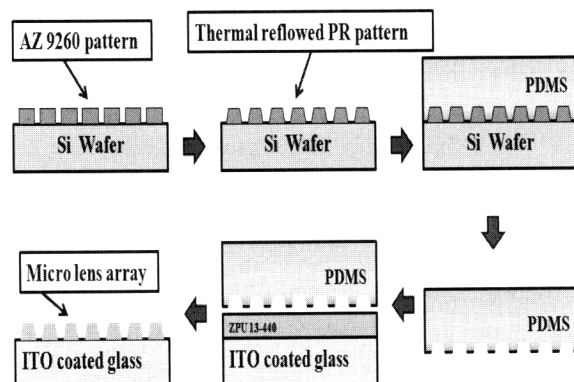 AZ 9260 pattern
Thermal reflowed PR pattern
PDMS
Si Wafer
Si Wafer
Si Wafer
Micro lens array
PDMS
PDMS
ZPU 13-440
ITO coated glass
ITO coated glass